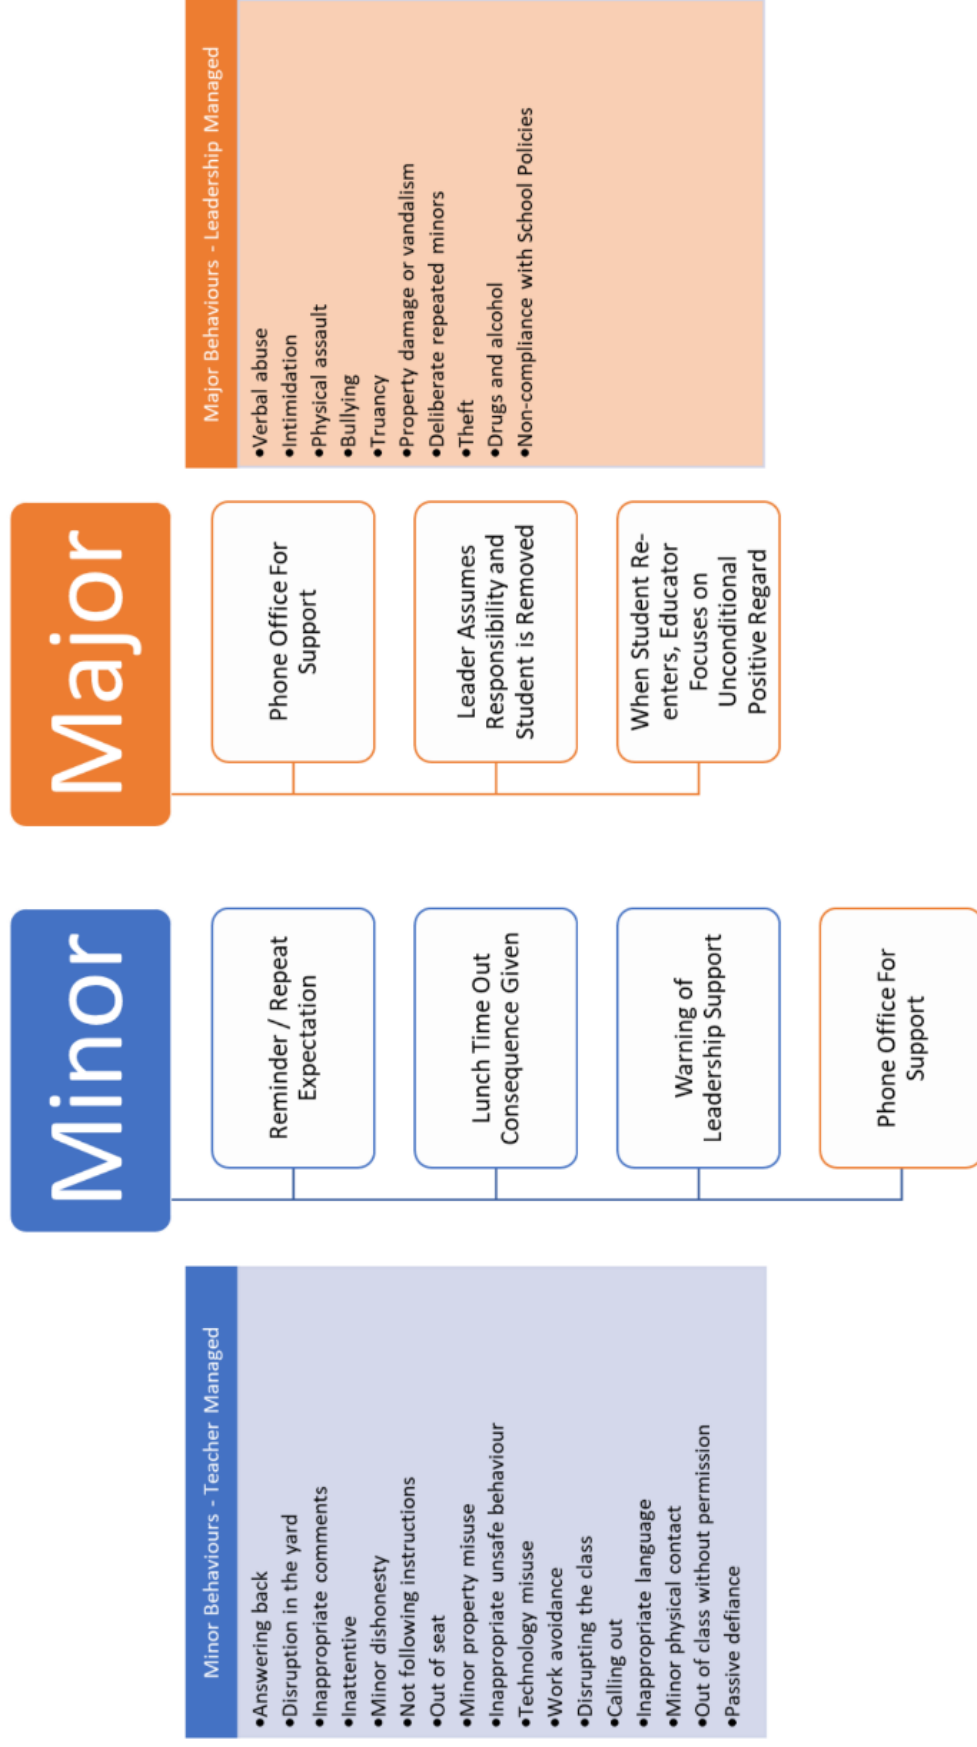 Minor Behaviours - Teacher Managed
•Answering back
•Disruption in the yard
•Inappropriate comments
•Inattentive
•Minor dishonesty
•Not following instructions
•Out of seat
•Minor property misuse
•Inappropriate unsafe behaviour
•Technology misuse
•Work avoidance
•Disrupting the class
•Calling out
•Inappropriate language
•Minor physical contact
•Out of class without permission
•Passive defiance
Minor
Reminder / Repeat
Expectation
Lunch Time Out
Consequence Given
Warning of
Leadership Support
Phone Office For
Support
Major
Phone Office For
Support
Leader Assumes
Responsibility and
Student is Removed
When Student Re-
enters, Educator
Focuses on
Unconditional
Positive Regard
Major Behaviours - Leadership Managed
•Verbal abuse
•Intimidation
•Physical assault
•Bullying
•Truancy
•Property damage or vandalism
•Deliberate repeated minors
•Theft
•Drugs and alcohol
•Non-compliance with School Policies